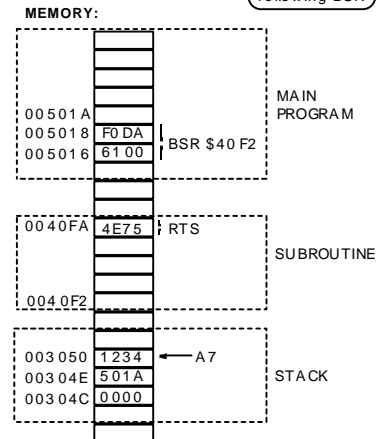 following BSR
MEMORY:
00501A
005018 F0DA
005016 6100
BSR $40F2
MAIN
PROGRAM
0040FA 4E75 RTS
SUBROUTINE
0040F2
003050 1234 A7
00304E 501A
00304C 0000
STACK